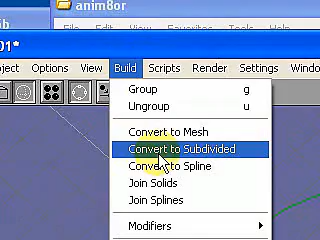 anim8or
File Edit View Favorites Tools Help
01*
Options View Build Scripts Render Settings Windo
Group g
Ungroup u
Convert to Mesh
Convert to Subdivided
Convert to Spline
Join Solids
Join Splines
Modifiers